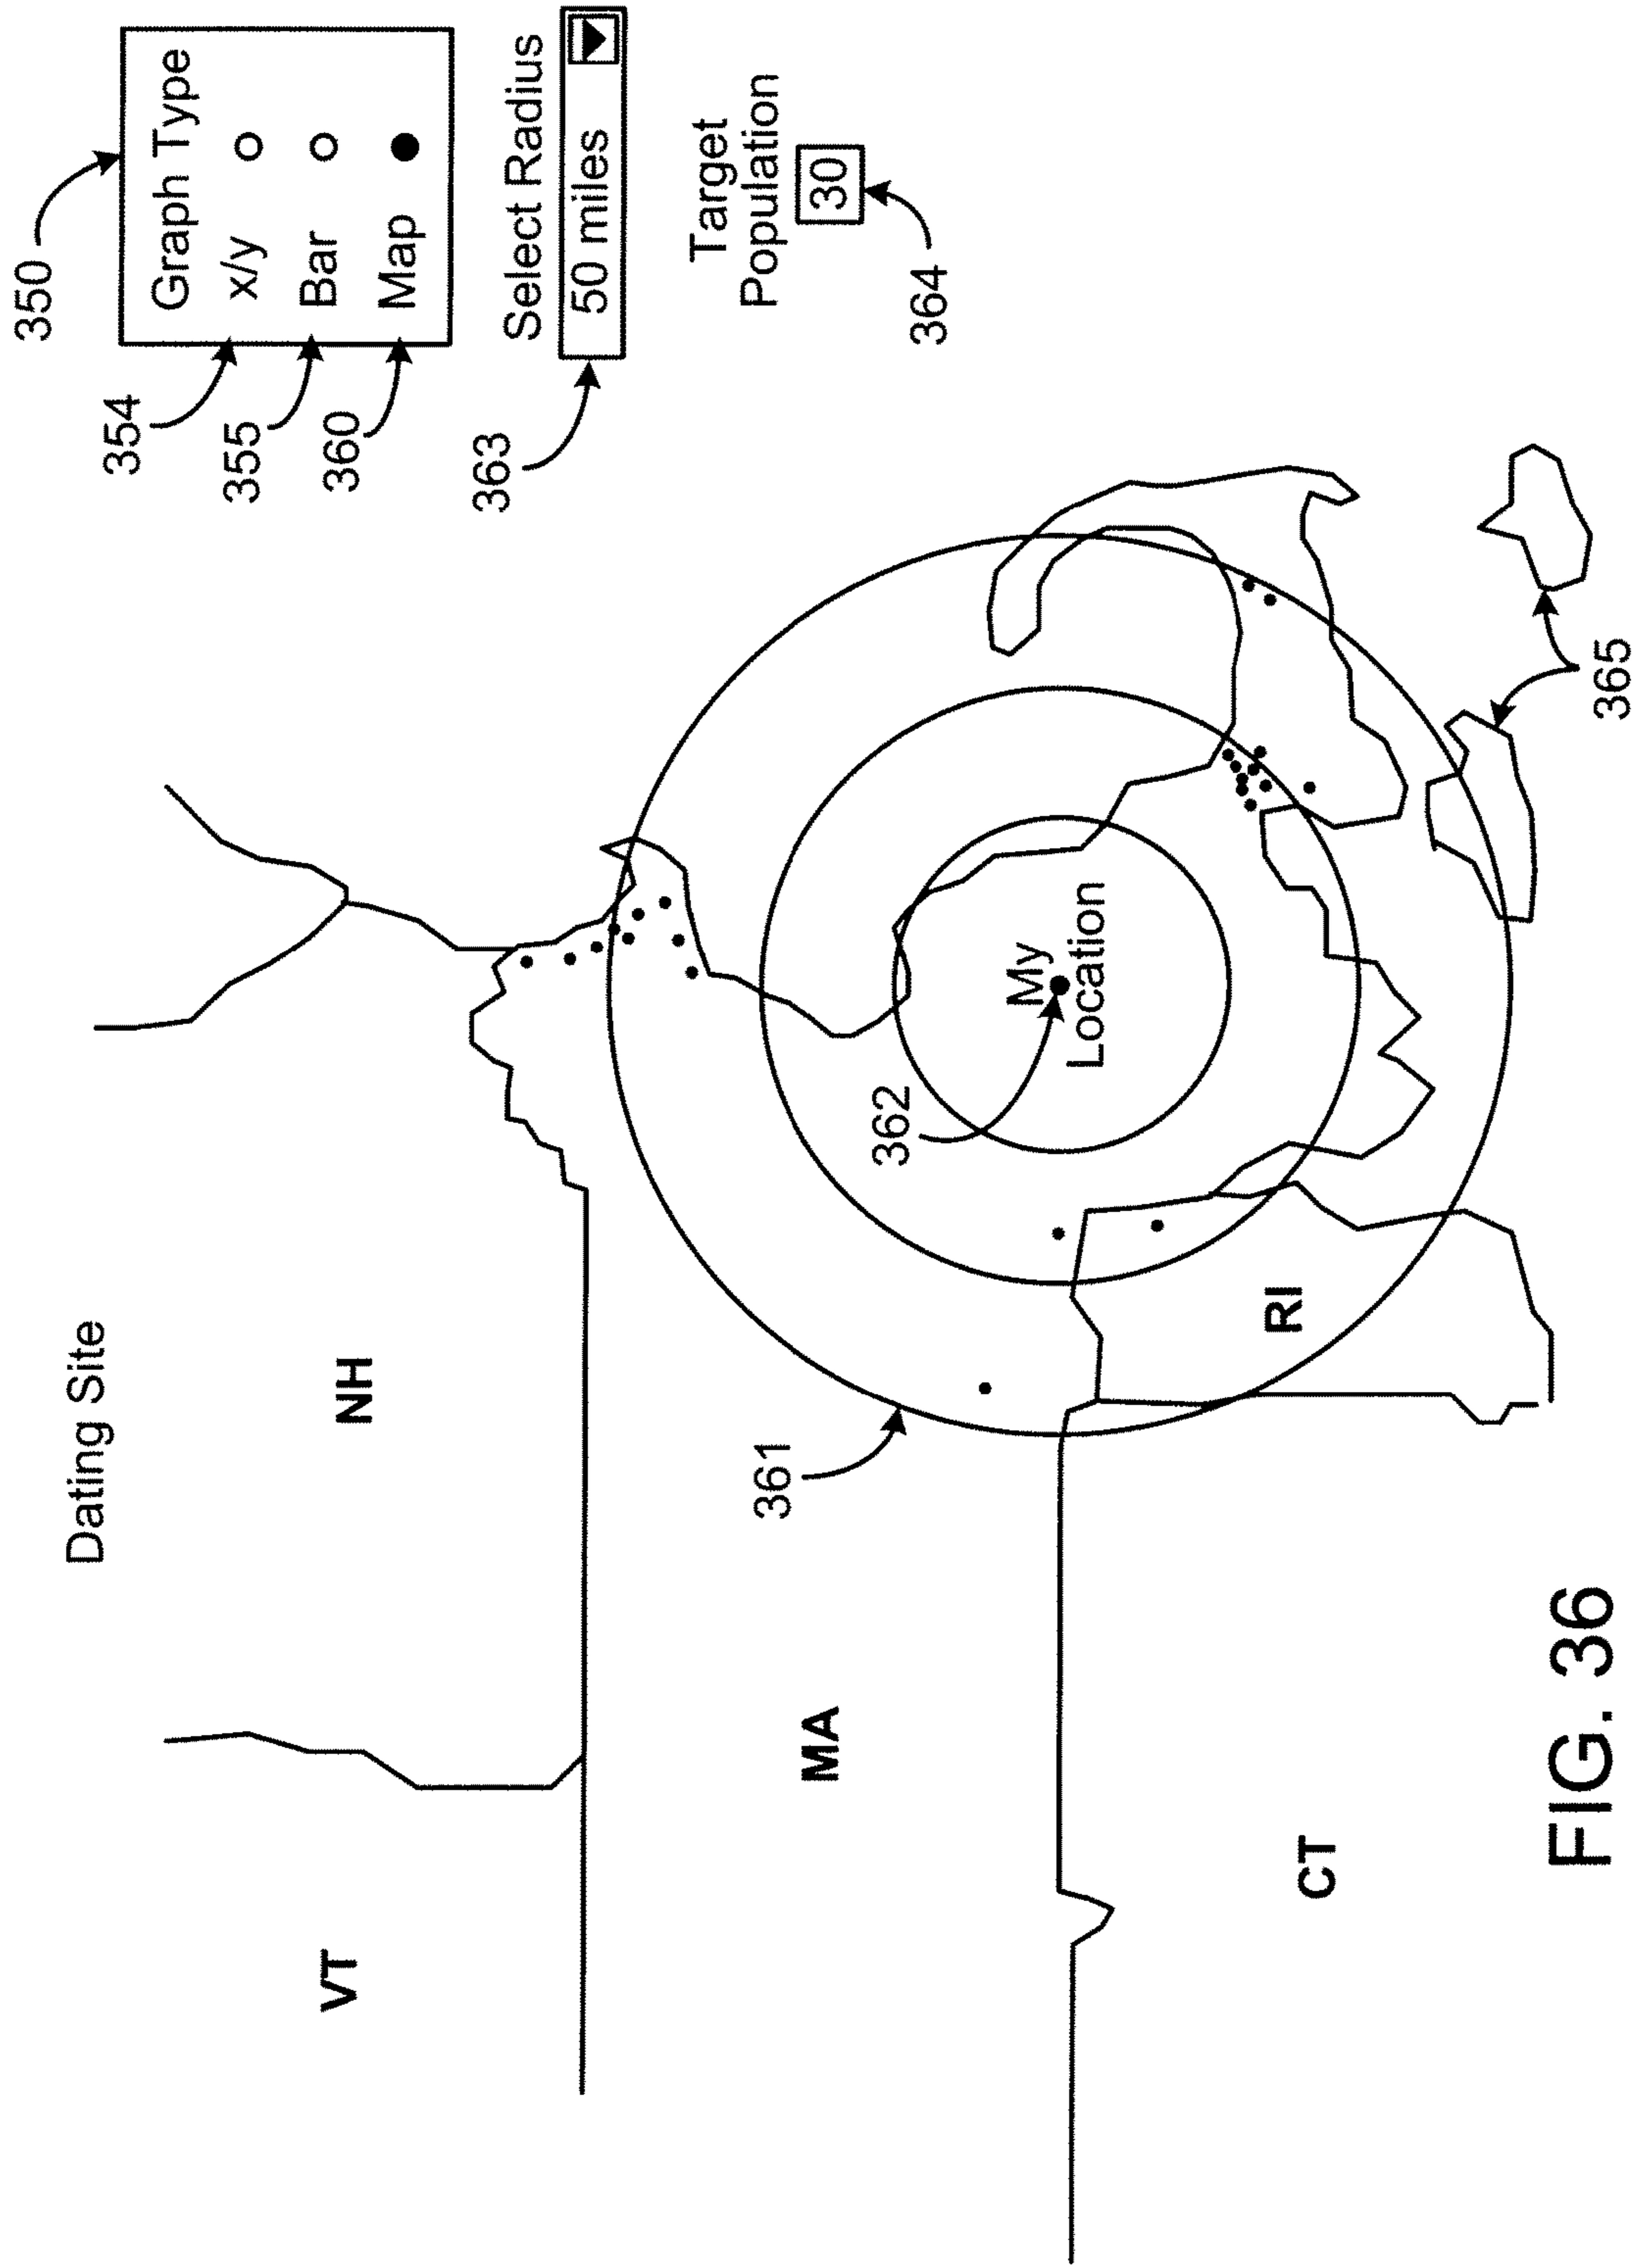 Dating Site
350
Graph Type
354
x/y
355
Bar
360
Map
Select Radius
363
50 miles
Target
Population
30
364
VT
NH
MA
361
362
My
Location
RI
CT
365
FIG. 36